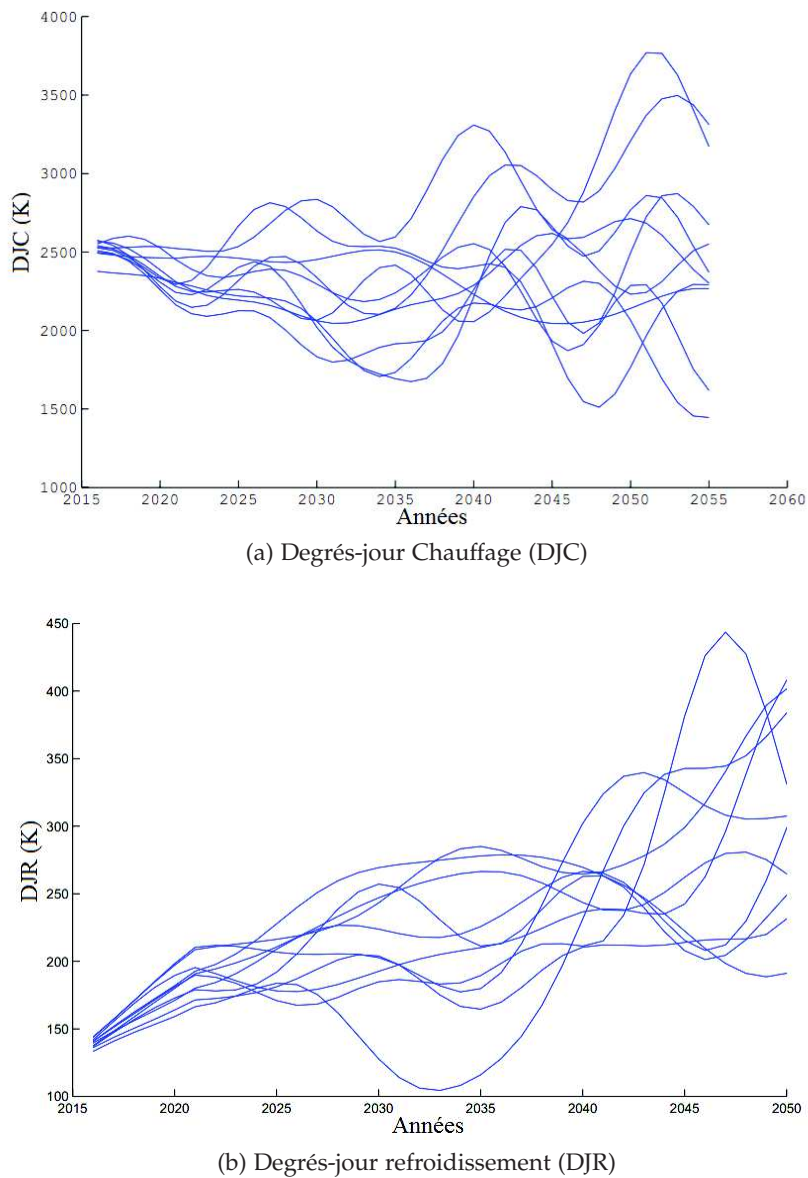 4000
3500
3000
2500
2000
1500
1000
DJC (K)
2015 2020 2025 2030 2035 2040 2045 2050 2055 2060
Années
(a) Degrés-jour Chauffage (DJC)
450
400
350
300
250
200
150
100
DJR (K)
2015 2020 2025 2030 2035 2040 2045 2050
Années
(b) Degrés-jour refroidissement (DJR)